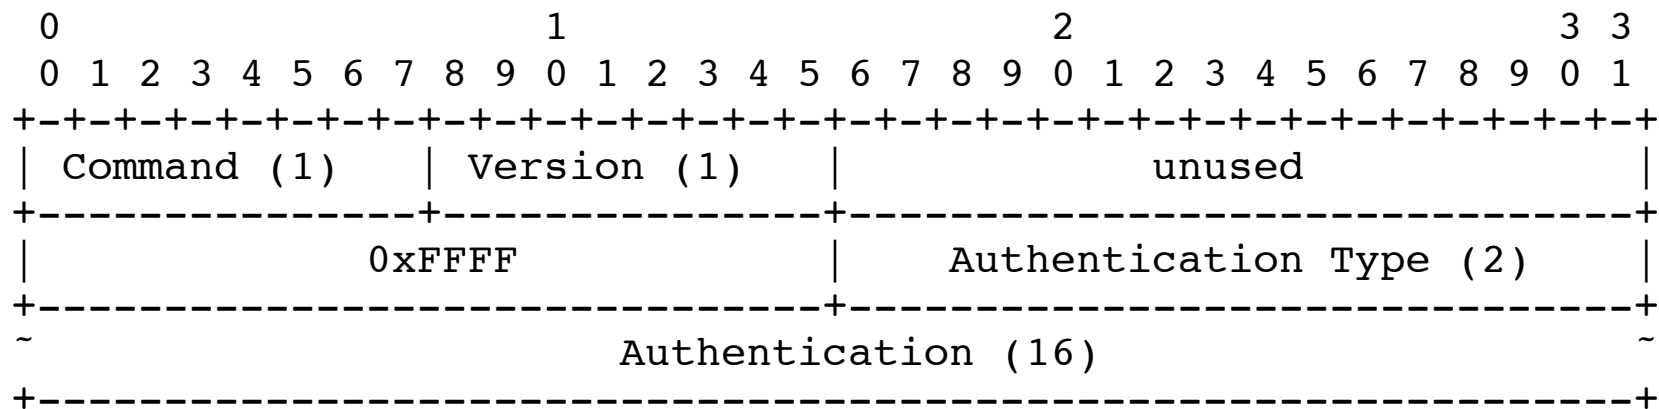 0                   1                   2                   3 3
 0 1 2 3 4 5 6 7 8 9 0 1 2 3 4 5 6 7 8 9 0 1 2 3 4 5 6 7 8 9 0 1
+-+-+-+-+-+-+-+-+-+-+-+-+-+-+-+-+-+-+-+-+-+-+-+-+-+-+-+-+-+-+-+-+
| Command (1)   | Version (1)   |            unused             |
+---------------+---------------+-------------------------------+
|             0xFFFF            |    Authentication Type (2)    |
+-------------------------------+-------------------------------+
~                       Authentication (16)                     ~
+---------------------------------------------------------------+